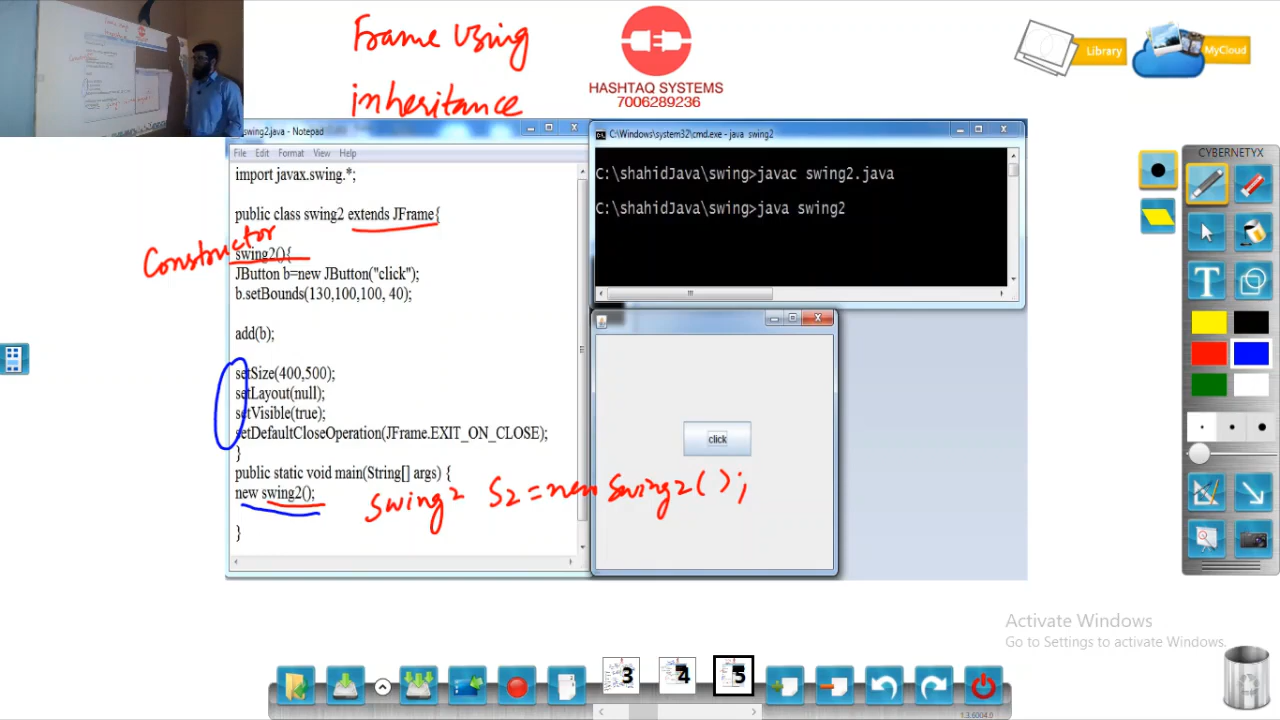 Frame using
inheritance
HASHTAQ SYSTEMS
7006289236
Library
MyCloud
swing2.java - Notepad
File Edit Format View Help
import javax.swing.*;
public class swing2 extends JFrame{
Constructor
swing2(){
JButton b=new JButton("click");
b.setBounds(130,100,100, 40);
add(b);
setSize(400,500);
setLayout(null);
setVisible(true);
setDefaultCloseOperation(JFrame.EXIT_ON_CLOSE);
}
public static void main(String[] args) {
new swing2();
swing2 S2=new Swing2( );
}
C:\Windows\system32\cmd.exe - java swing2
C:\shahidJava\swing>javac swing2.java
C:\shahidJava\swing>java swing2
click
CYBERNETYX
T
Activate Windows
Go to Settings to activate Windows.
3
4
5
1.3.6004.0